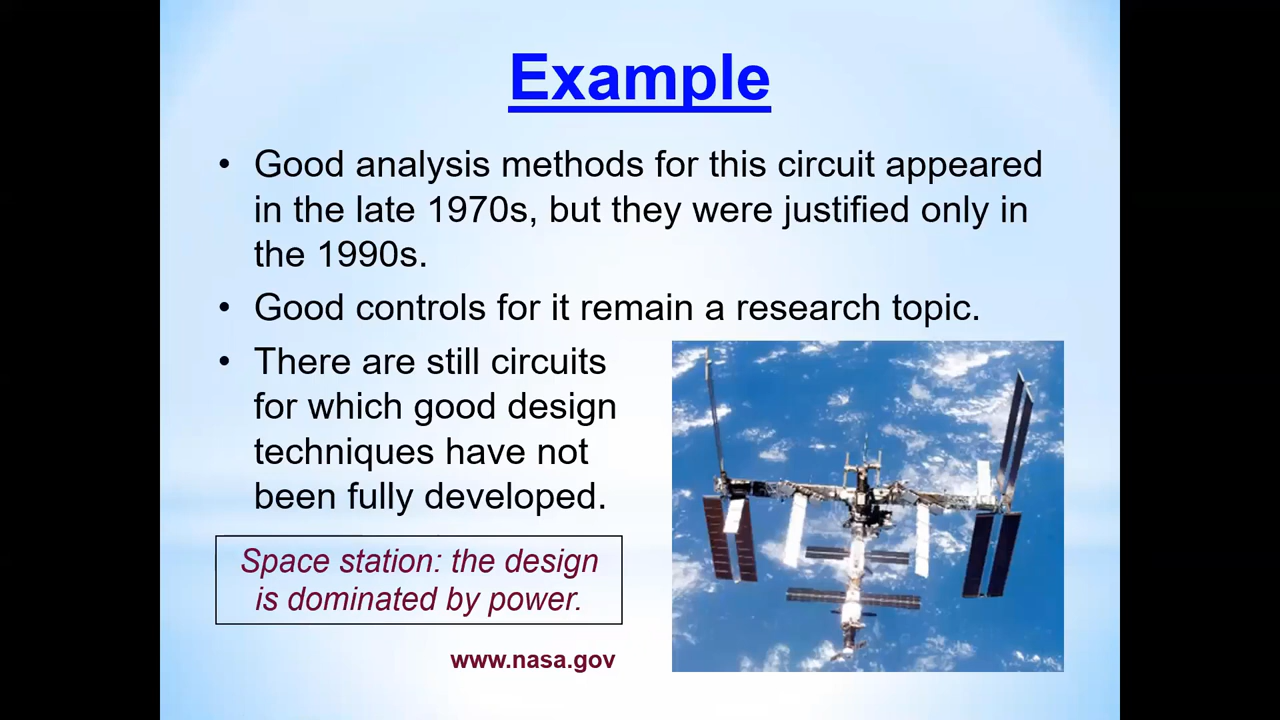 Example
• Good analysis methods for this circuit appeared
in the late 1970s, but they were justified only in
the 1990s.
• Good controls for it remain a research topic.
• There are still circuits
for which good design
techniques have not
been fully developed.
Space station: the design
is dominated by power.
www.nasa.gov